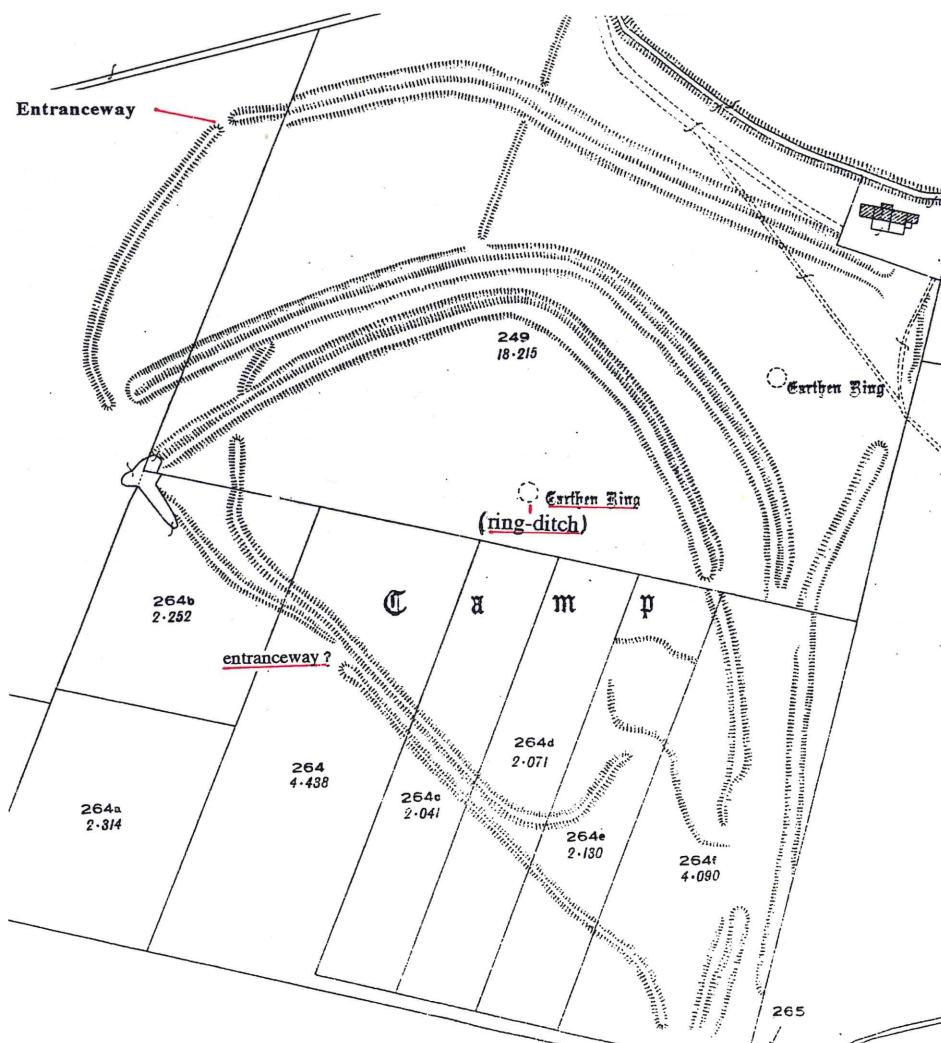 Entranceway
249
18·215
Earthen Ring
Earthen Ring
(ring-ditch)
Camp
264b
2·252
entranceway ?
264d
2·071
264
4·438
264a
2·314
264c
2·041
264e
2·130
264f
4·090
265